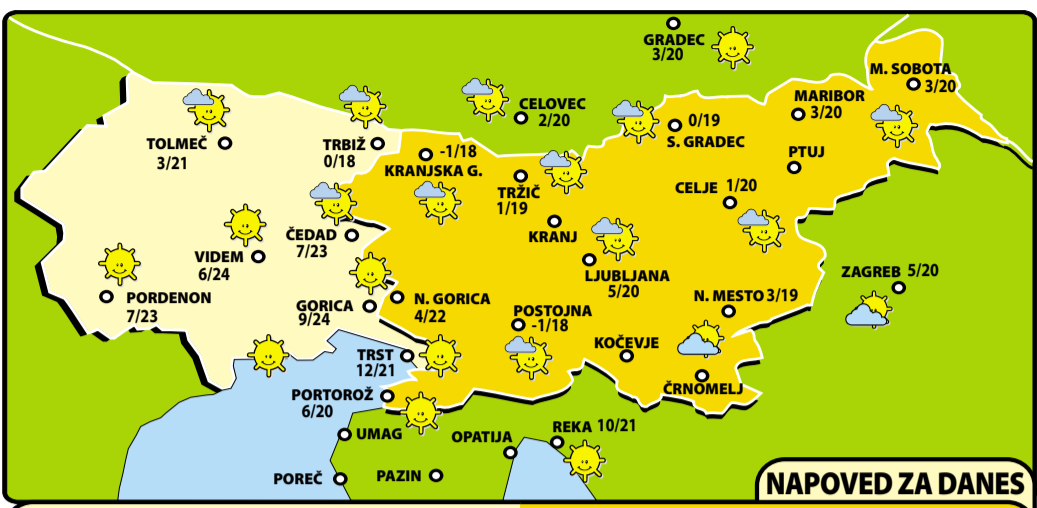 GRADEC
3/20
M. SOBOTA
3/20
MARIBOR
3/20
CELOVEC
2/20
0/19
S. GRADEC
TOLMEČ
3/21
TRBIŽ
0/18
-1/18
KRANJSKA G.
PTUJ
TRŽIČ
1/19
CELJE 1/20
KRANJ
ČEDAD
7/23
VIDEM
6/24
LJUBLJANA
5/20
ZAGREB 5/20
PORDENON
7/23
GORICA
9/24
N. GORICA
4/22
N. MESTO 3/19
POSTOJNA
-1/18
KOČEVJE
TRST
12/21
ČRNOMELJ
PORTOROŽ
6/20
UMAG
OPATIJA
REKA 10/21
POREČ
PAZIN
NAPOVED ZA DANES